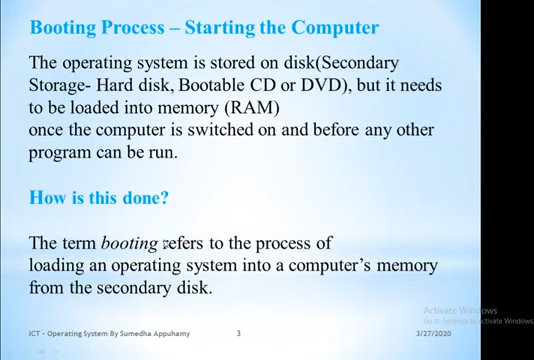 Booting Process – Starting the Computer
The operating system is stored on disk(Secondary
Storage- Hard disk, Bootable CD or DVD), but it needs
to be loaded into memory (RAM)
once the computer is switched on and before any other
program can be run.
How is this done?
The term booting refers to the process of
loading an operating system into a computer's memory
from the secondary disk.
Activate Windows
Go to Settings to activate Windows.
ICT - Operating System By Sumedha Appuhamy 3 3/27/2020